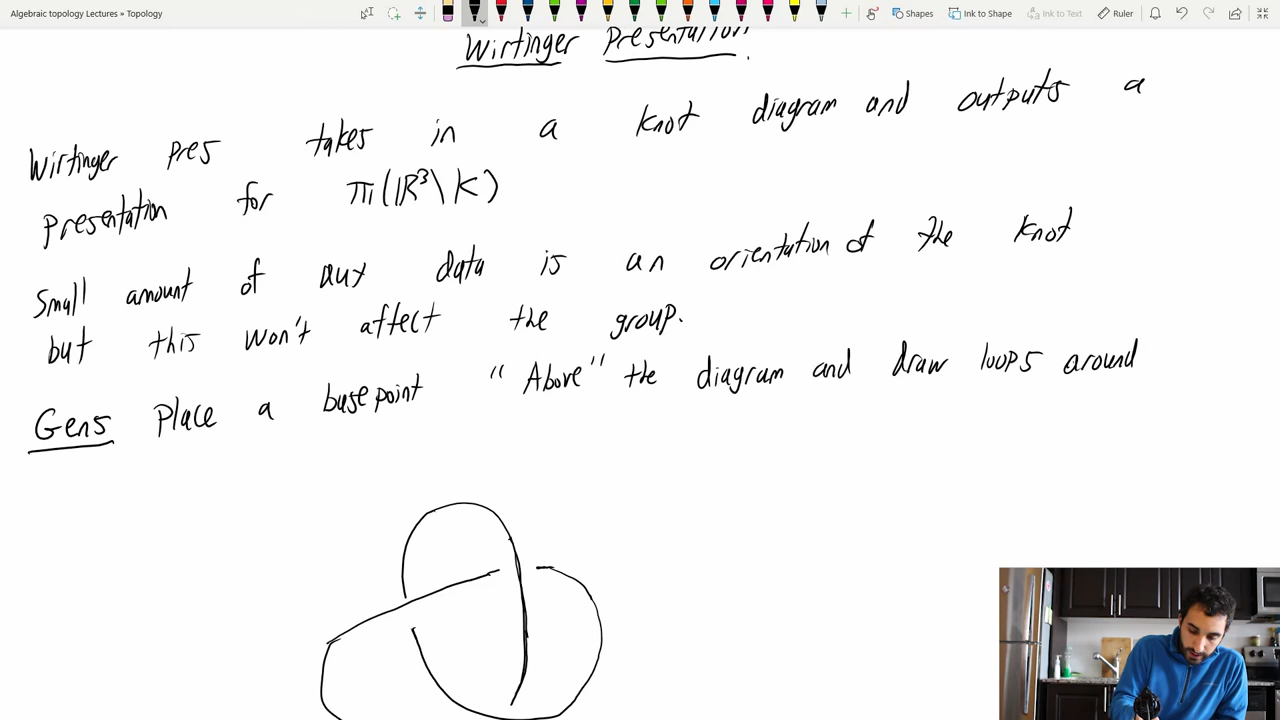 Algebraic topology Lectures – Topology
Shapes
Ink to Shape
Ink to Text
Ruler
Wirtinger Presentation.
Wirtinger pres takes in a knot diagram and outputs a
presentation for π1(ℝ³\K)
Small amount of aux data is an orientation of the knot
but this won't affect the group.
Gens Place a basepoint "Above" the diagram and draw loops around